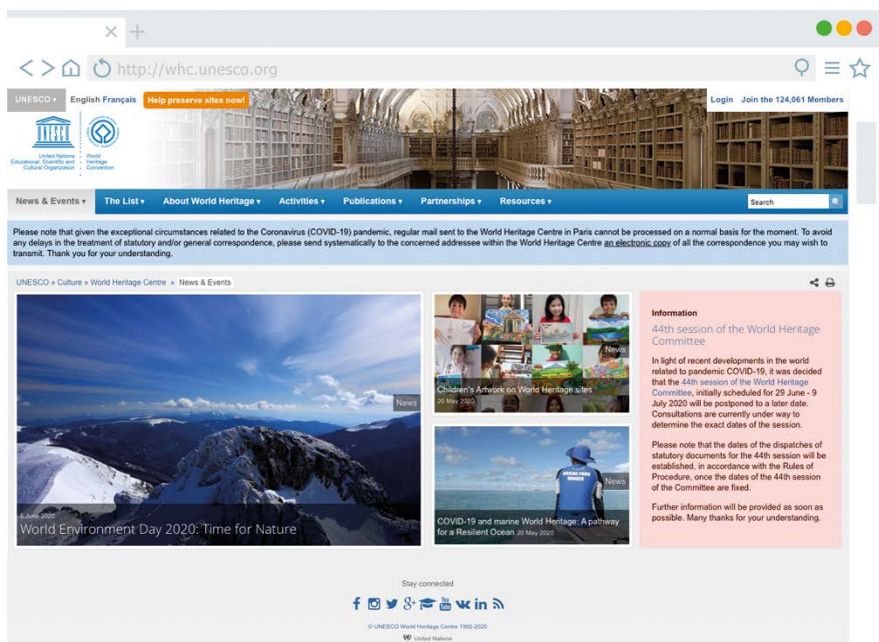 http://whc.unesco.org
UNESCO English Français Help preserve sites now! Login Join the 124,061 Members
United Nations
Educational, Scientific and
Cultural Organization
World
Heritage
Convention
News & Events The List About World Heritage Activities Publications Partnerships Resources Search
Please note that given the exceptional circumstances related to the Coronavirus (COVID-19) pandemic, regular mail sent to the World Heritage Centre in Paris cannot be processed on a normal basis for the moment. To avoid
any delays in the treatment of statutory and/or general correspondence, please send systematically to the concerned addressee within the World Heritage Centre an electronic copy of all the correspondence you may wish to
transmit. Thank you for your understanding.
UNESCO » Culture » World Heritage Centre » News & Events
News
5 June 2020
World Environment Day 2020: Time for Nature
News
Children's Artwork on World Heritage sites
20 May 2020
MARINE PARK
RANGER
News
COVID-19 and marine World Heritage: A pathway
for a Resilient Ocean 20 May 2020
Information
44th session of the World Heritage
Committee
In light of recent developments in the world
related to pandemic COVID-19, it was decided
that the 44th session of the World Heritage
Committee, initially scheduled for 29 June - 9
July 2020 will be postponed to a later date.
Consultations are currently under way to
determine the exact dates of the session.
Please note that the dates of the dispatches of
statutory documents for the 44th session will be
established, in accordance with the Rules of
Procedure, once the dates of the 44th session
of the Committee are fixed.
Further information will be provided as soon as
possible. Many thanks for your understanding.
Stay connected
You Tube
© UNESCO World Heritage Centre 1992-2020
United Nations